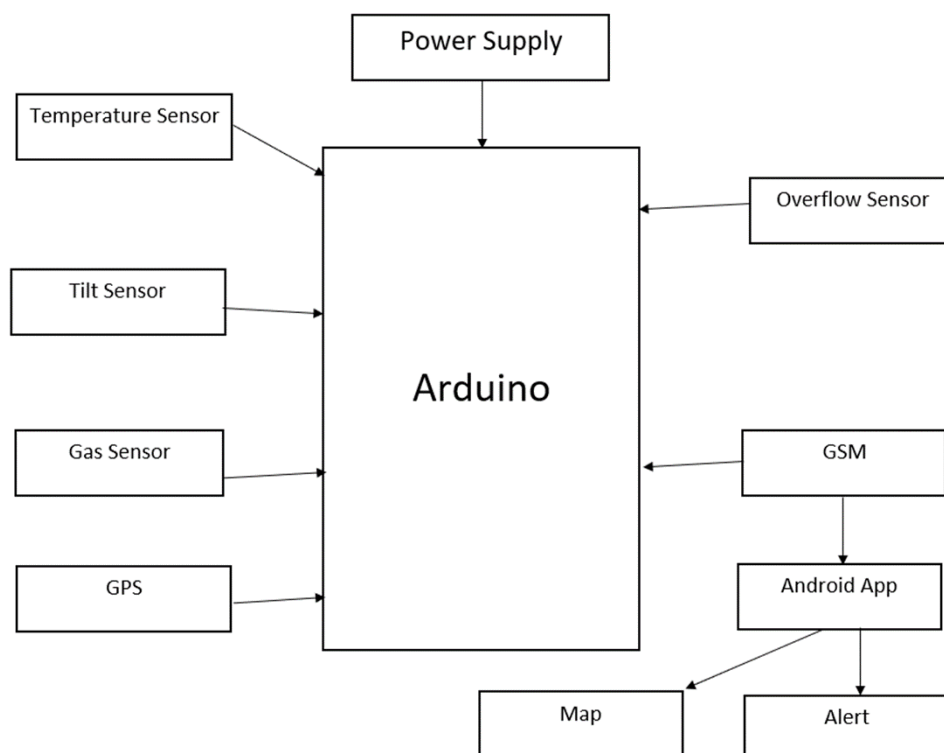 Power Supply
Temperature Sensor
Overflow Sensor
Tilt Sensor
Arduino
Gas Sensor
GSM
GPS
Android App
Map
Alert